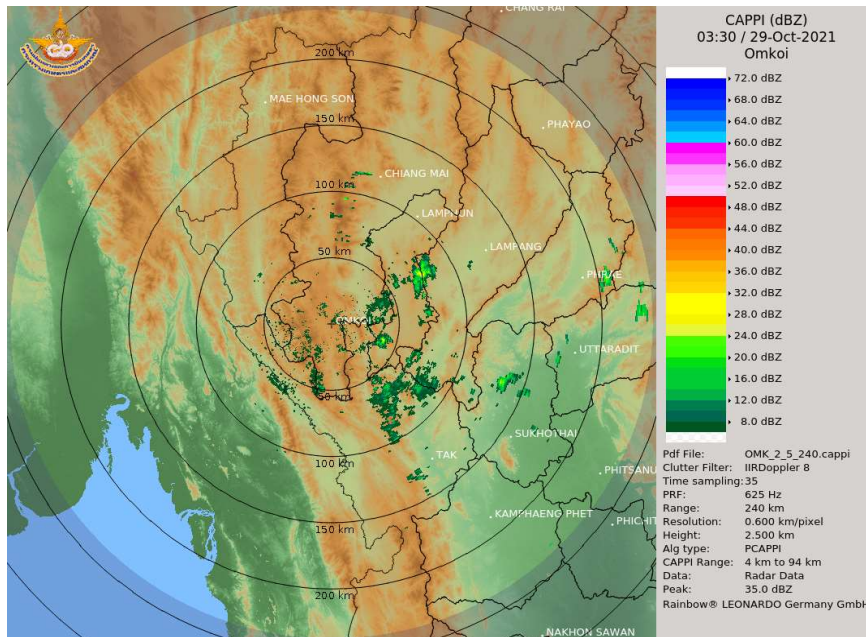 CAPPI (dBZ)
03:30 / 29-Oct-2021
Omkoi
72.0 dBZ
68.0 dBZ
64.0 dBZ
60.0 dBZ
56.0 dBZ
52.0 dBZ
48.0 dBZ
44.0 dBZ
40.0 dBZ
36.0 dBZ
32.0 dBZ
28.0 dBZ
24.0 dBZ
20.0 dBZ
16.0 dBZ
12.0 dBZ
8.0 dBZ
Pdf File: OMK_2_5_240.cappi
Clutter Filter: IIRDoppler 8
Time sampling: 35
PRF: 625 Hz
Range: 240 km
Resolution: 0.600 km/pixel
Height: 2.500 km
Alg type: PCAPPI
CAPPI Range: 4 km to 94 km
Data: Radar Data
Peak: 35.0 dBZ
Rainbow® LEONARDO Germany GmbH
CHANG RAI
200 km
MAE HONG SON
150 km
PHAYAO
CHIANG MAI
100 km
LAMPHUN
LAMPANG
50 km
PHRAE
OMKOI
UTTARADIT
50 km
SUKHOTHAI
TAK
100 km
PHITSANU
KAMPHAENG PHET
PHICHIT
150 km
200 km
NAKHON SAWAN